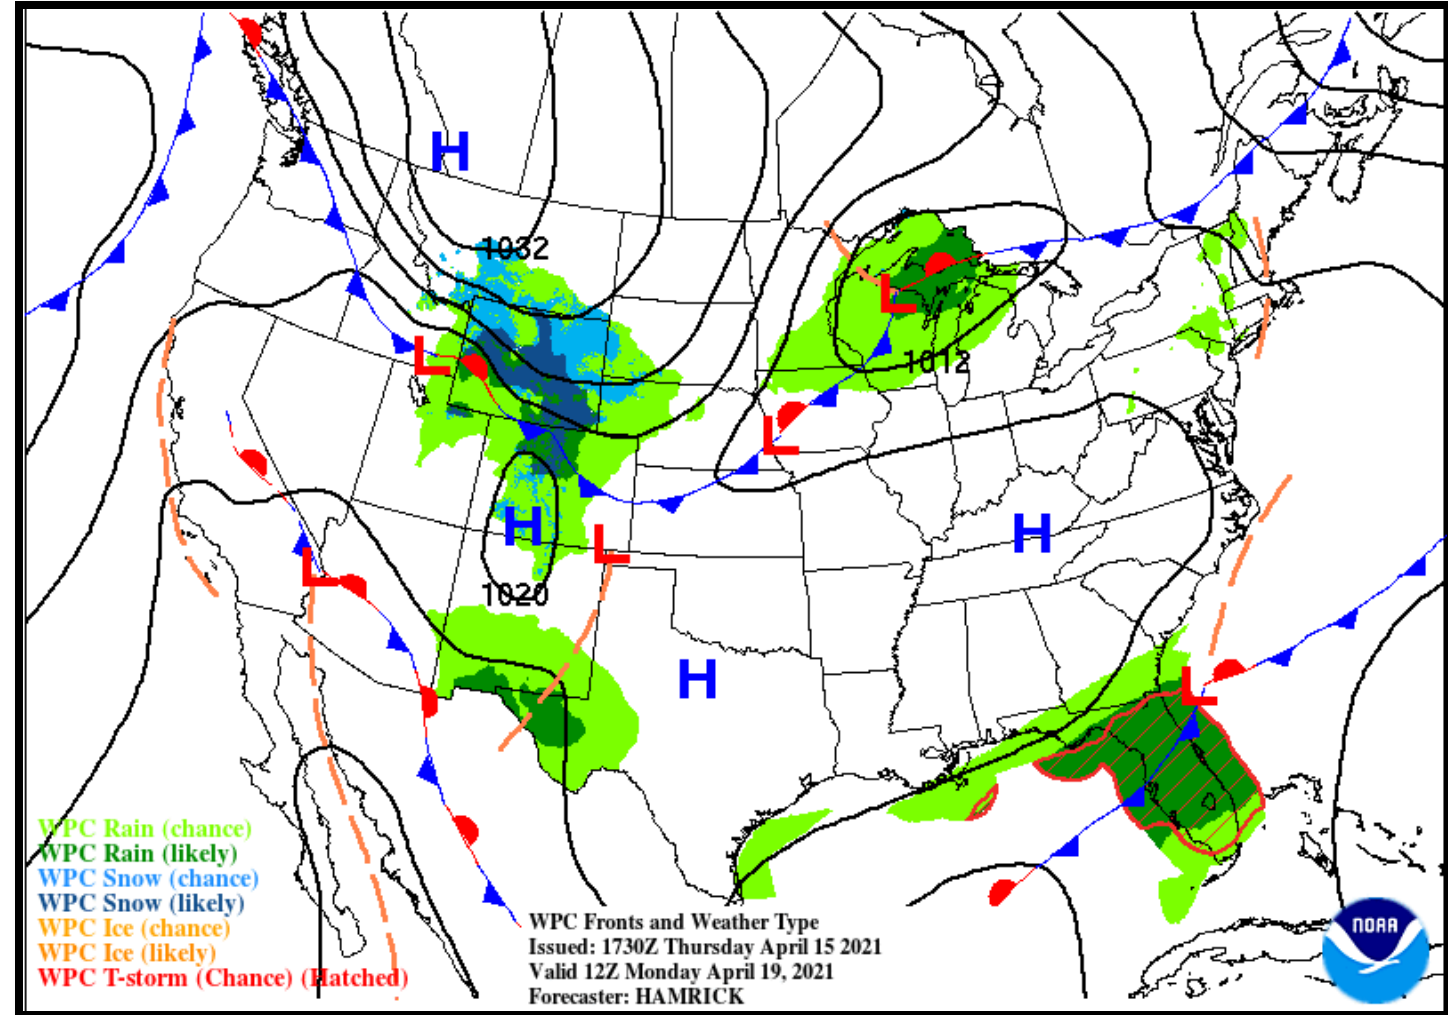 H
1032
L
L
1012
L
H
L
H
1020
L
H
L
WPC Rain (chance)
WPC Rain (likely)
WPC Snow (chance)
WPC Snow (likely)
WPC Ice (chance)
WPC Ice (likely)
WPC T-storm (Chance) (Hatched)
WPC Fronts and Weather Type
Issued: 1730Z Thursday April 15 2021
Valid 12Z Monday April 19, 2021
Forecaster: HAMRICK
NOAA